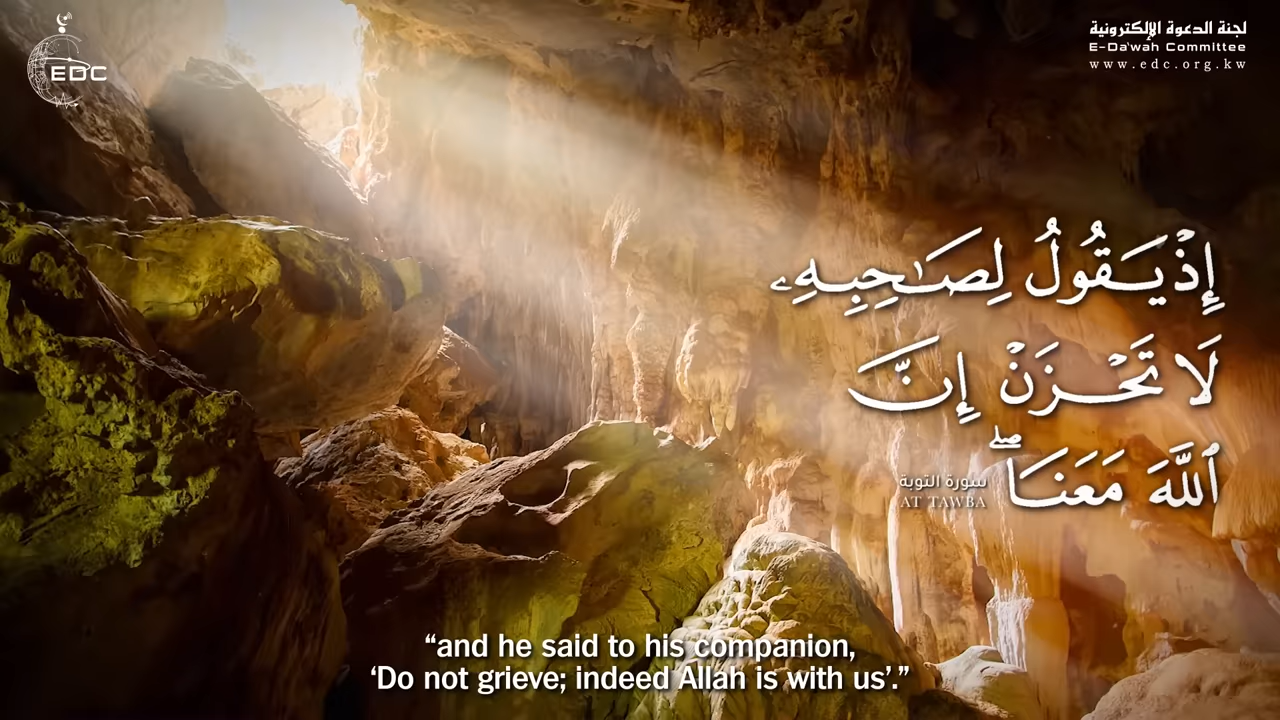 EDC
لجنة الدعوة الإلكترونية
E-Da'wah Committee
www.edc.org.kw
إِذْ يَقُولُ لِصَـٰحِبِهِۦ
لَا تَحْزَنْ إِنَّ
ٱللَّهَ مَعَنَا ۖ
سورة التوبة
AT TAWBA
“and he said to his companion,
‘Do not grieve; indeed Allah is with us’.”